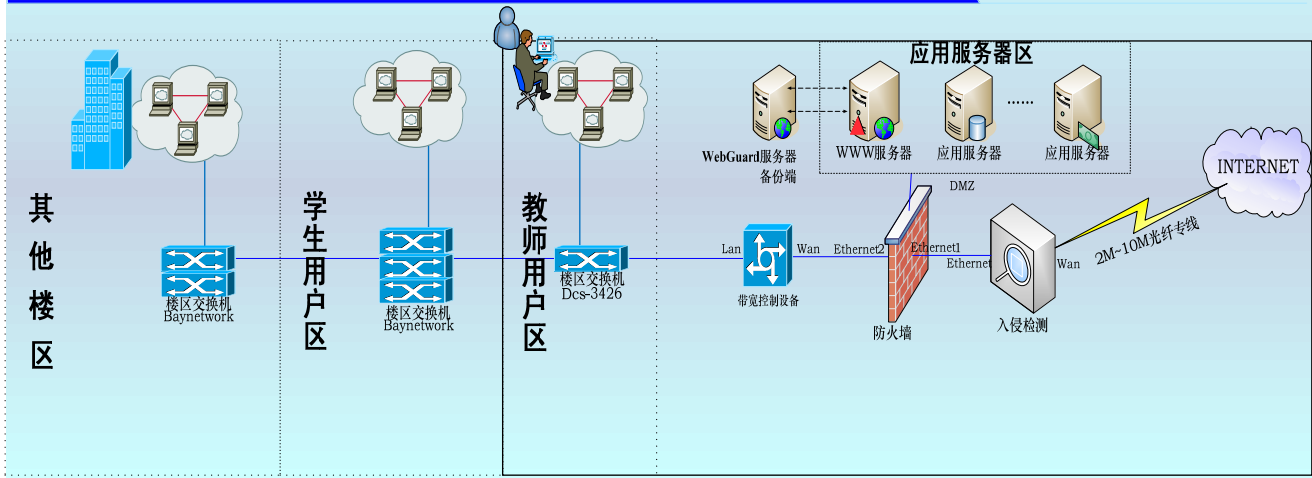 其他楼区
楼区交换机
Baynetwork
学生用户区
楼区交换机
Baynetwork
教师用户区
楼区交换机
Dcs-3426
应用服务器区
WebGuard服务器
备份端
WWW服务器
应用服务器
......
应用服务器
DMZ
Lan
Wan
带宽控制设备
Ethernet2
Ethernet1
防火墙
Ethernet
Wan
入侵检测
2M~10M光纤专线
INTERNET